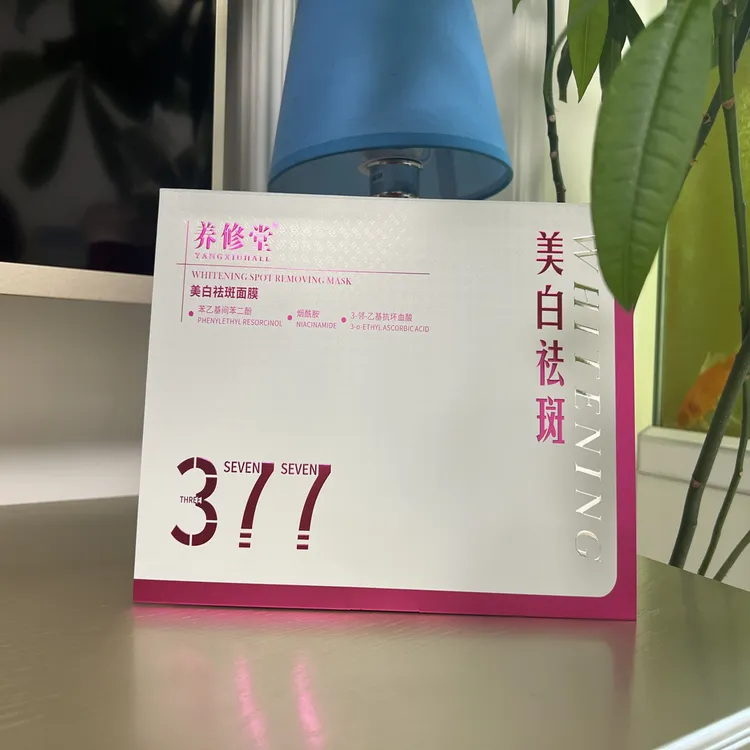 养修堂
YANGXIUHALL
WHITENING SPOT REMOVING MASK
美白祛斑面膜
苯乙基间苯二酚
PHENYLETHYL RESORCINOL
烟酰胺
NIACINAMIDE
3-邻-乙基抗坏血酸
3-o-ETHYL ASCORBIC ACID
377
THREE
SEVEN
SEVEN
美白祛斑
WHITENING